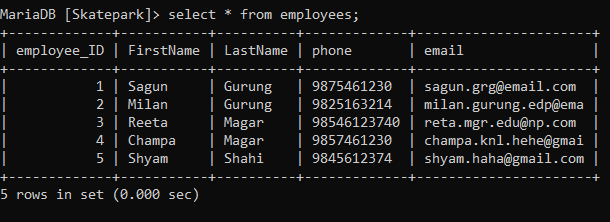 MariaDB [Skatepark]> select * from employees;
+-------------+-----------+----------+-------------+----------------------+
| employee_ID | FirstName | LastName | phone | email |
+-------------+-----------+----------+-------------+----------------------+
| 1 | Sagun | Gurung | 9875461230 | sagun.grg@email.com |
| 2 | Milan | Gurung | 9825163214 | milan.gurung.edp@ema |
| 3 | Reeta | Magar | 98546123740 | reta.mgr.edu@np.com |
| 4 | Champa | Magar | 9857461230 | champa.knl.hehe@gmai |
| 5 | Shyam | Shahi | 9845612374 | shyam.haha@gmail.com |
+-------------+-----------+----------+-------------+----------------------+
5 rows in set (0.000 sec)